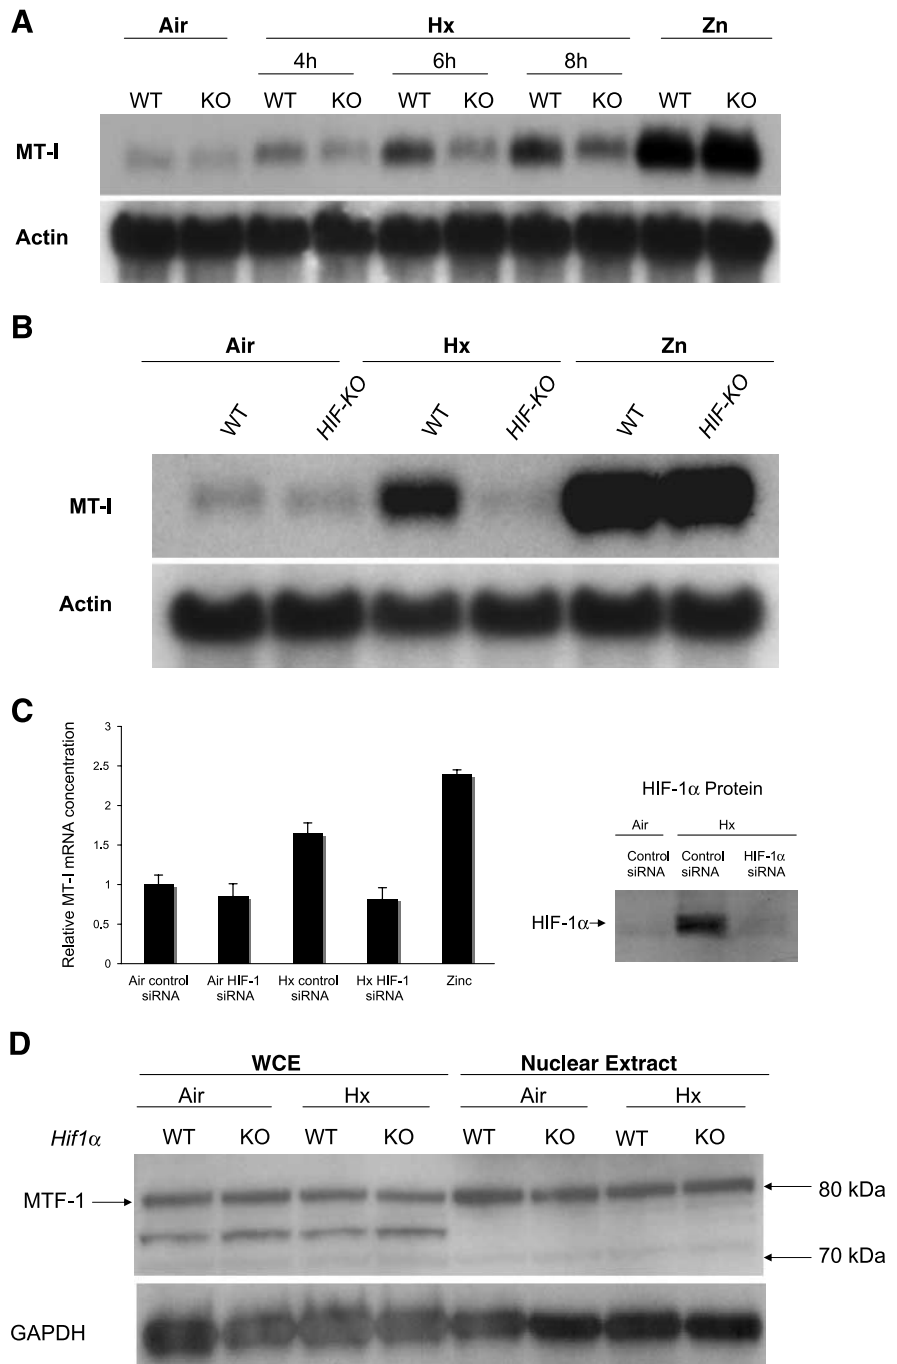 A
Air Hx Zn
4h 6h 8h
WT KO WT KO WT KO WT KO WT KO
MT-I
Actin
B
Air Hx Zn
WT HIF-KO WT HIF-KO WT HIF-KO
MT-I
Actin
C
Relative MT-I mRNA concentration
3
2.5
2
1.5
1
0.5
0
Air control siRNA
Air HIF-1 siRNA
Hx control siRNA
Hx HIF-1 siRNA
Zinc
HIF-1α Protein
Air Hx
Control siRNA
Control siRNA
HIF-1α siRNA
HIF-1α
D
WCE Nuclear Extract
Air Hx Air Hx
Hif1α WT KO WT KO WT KO WT KO
MTF-1
80 kDa
70 kDa
GAPDH